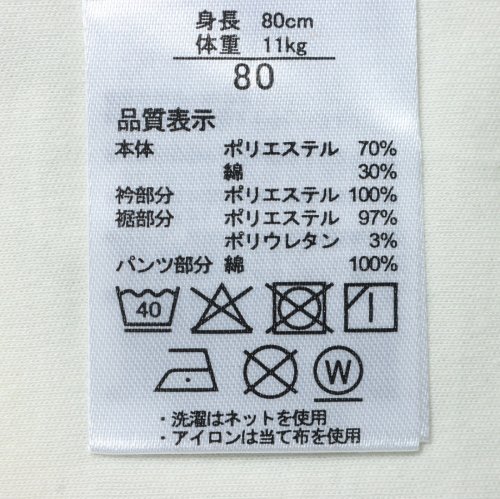 身長 80cm
体重 11kg
80
品質表示
本体 ポリエステル 70%
綿 30%
衿部分 ポリエステル 100%
裾部分 ポリエステル 97%
ポリウレタン 3%
パンツ部分 綿 100%
40
W
・洗濯はネットを使用
・アイロンは当て布を使用